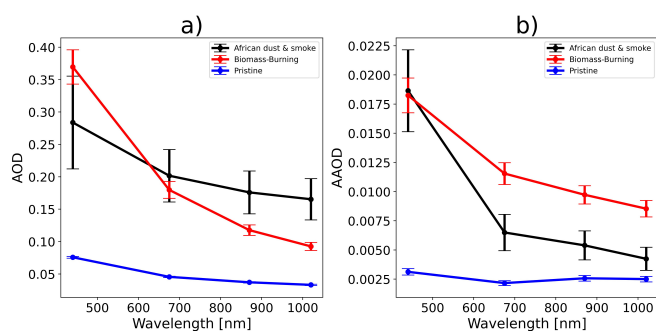 a)
African dust & smoke
Biomass-Burning
Pristine
0.40
0.35
0.30
0.25
0.20
0.15
0.10
0.05
AOD
500 600 700 800 900 1000
Wavelength [nm]
b)
African dust & smoke
Biomass-Burning
Pristine
0.0225
0.0200
0.0175
0.0150
0.0125
0.0100
0.0075
0.0050
0.0025
AAOD
500 600 700 800 900 1000
Wavelength [nm]